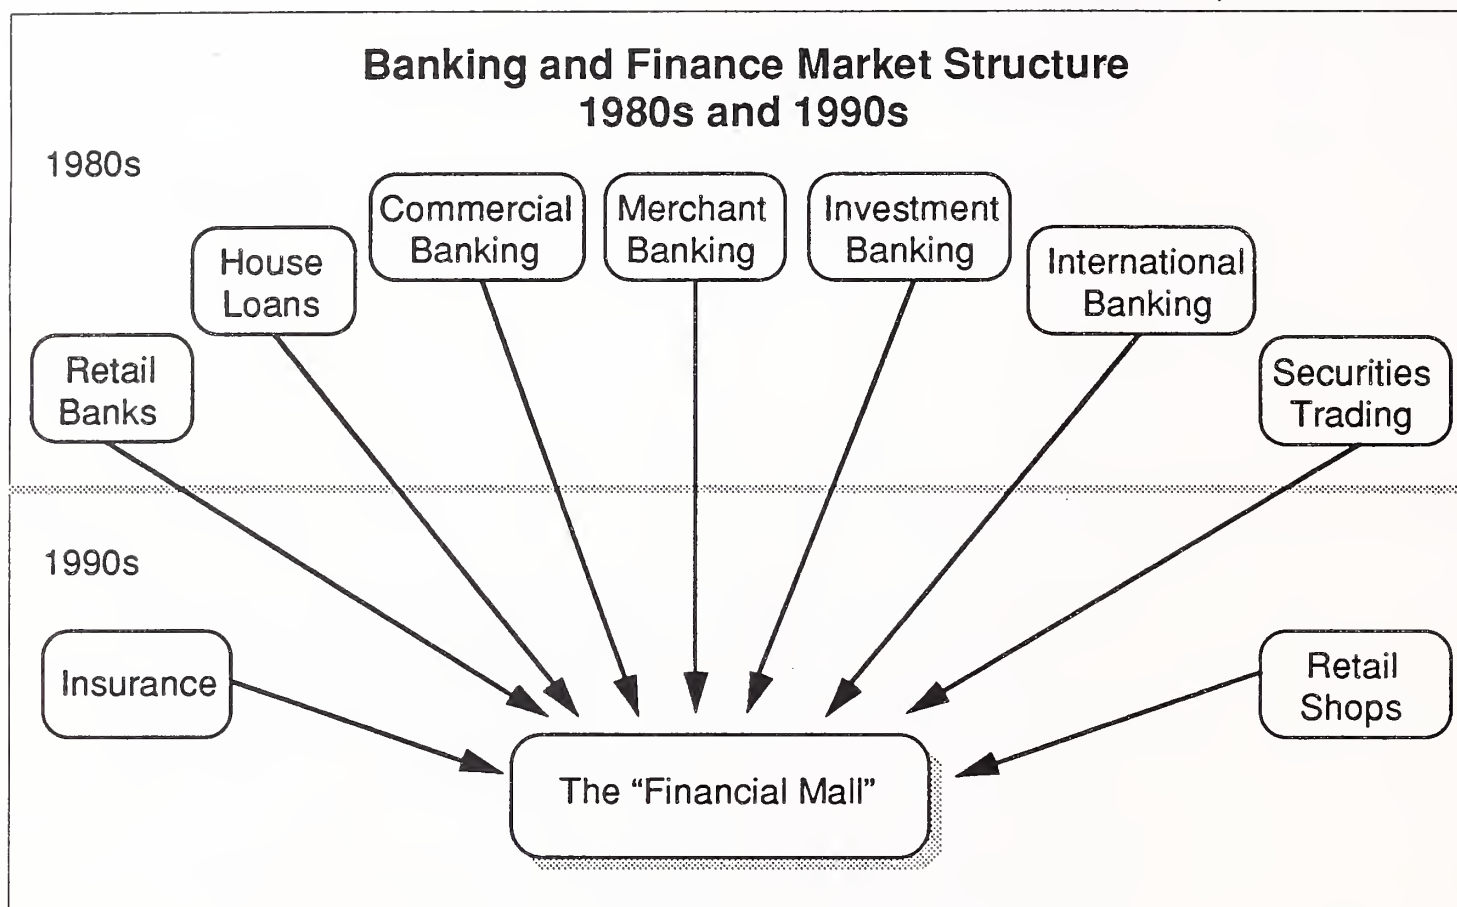 Banking and Finance Market Structure
1980s and 1990s
1980s
Retail
Banks
House
Loans
Commercial
Banking
Merchant
Banking
Investment
Banking
International
Banking
Securities
Trading
1990s
Insurance
The “Financial Mall”
Retail
Shops